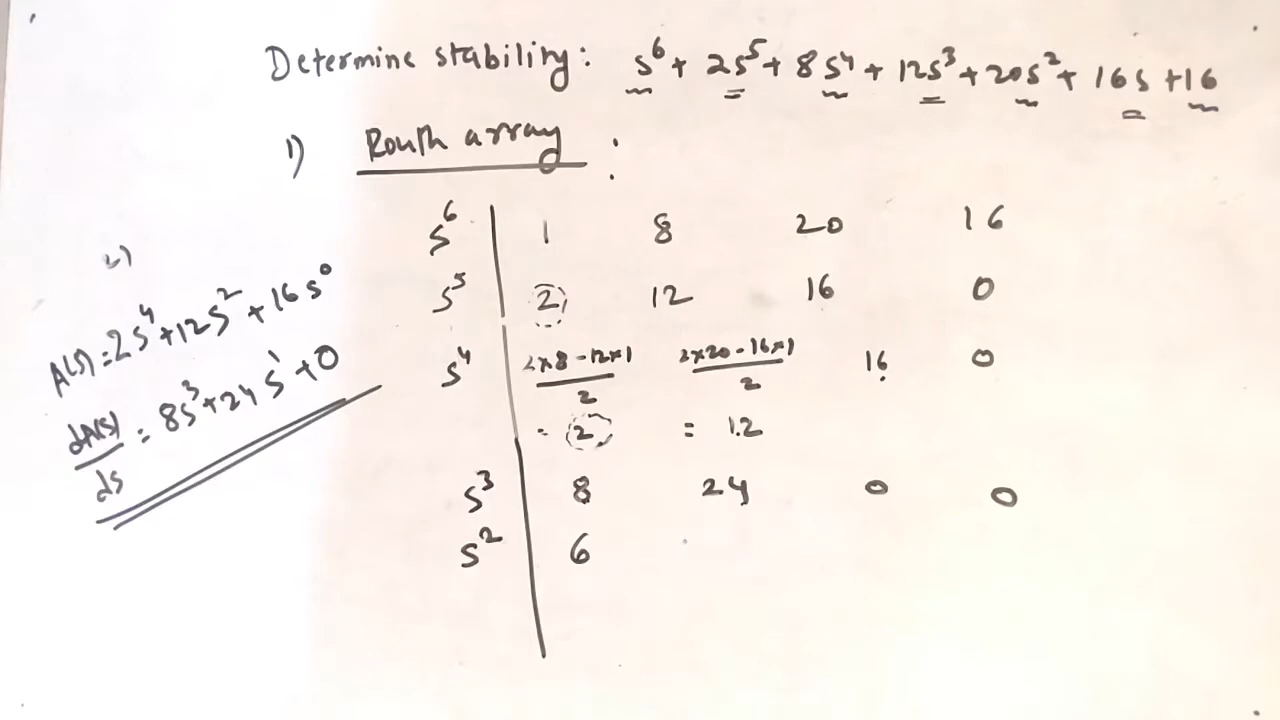 Determine stability: s⁶ + 2s⁵ + 8s⁴ + 12s³ + 20s² + 16s + 16
1) Routh array :
s⁶ | 1 8 20 16
s⁵ | 2 12 16 0
s⁴ | (2×8 - 12×1)/2 (2×20 - 16×1)/2 16 0
= 2 = 12
s³ | 8 24 0 0
s² | 6
2)
A(s) = 2s⁴ + 12s² + 16s⁰
dA(s)/ds = 8s³ + 24s¹ + 0